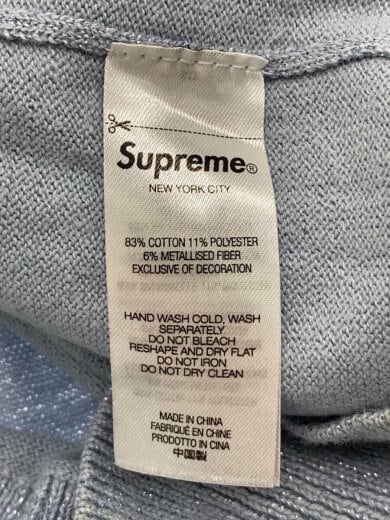 Supreme®
NEW YORK CITY
83% COTTON 11% POLYESTER
6% METALLISED FIBER
EXCLUSIVE OF DECORATION
HAND WASH COLD, WASH
SEPARATELY
DO NOT BLEACH
RESHAPE AND DRY FLAT
DO NOT IRON
DO NOT DRY CLEAN
MADE IN CHINA
FABRIQUÉ EN CHINE
PRODOTTO IN CINA
中国製